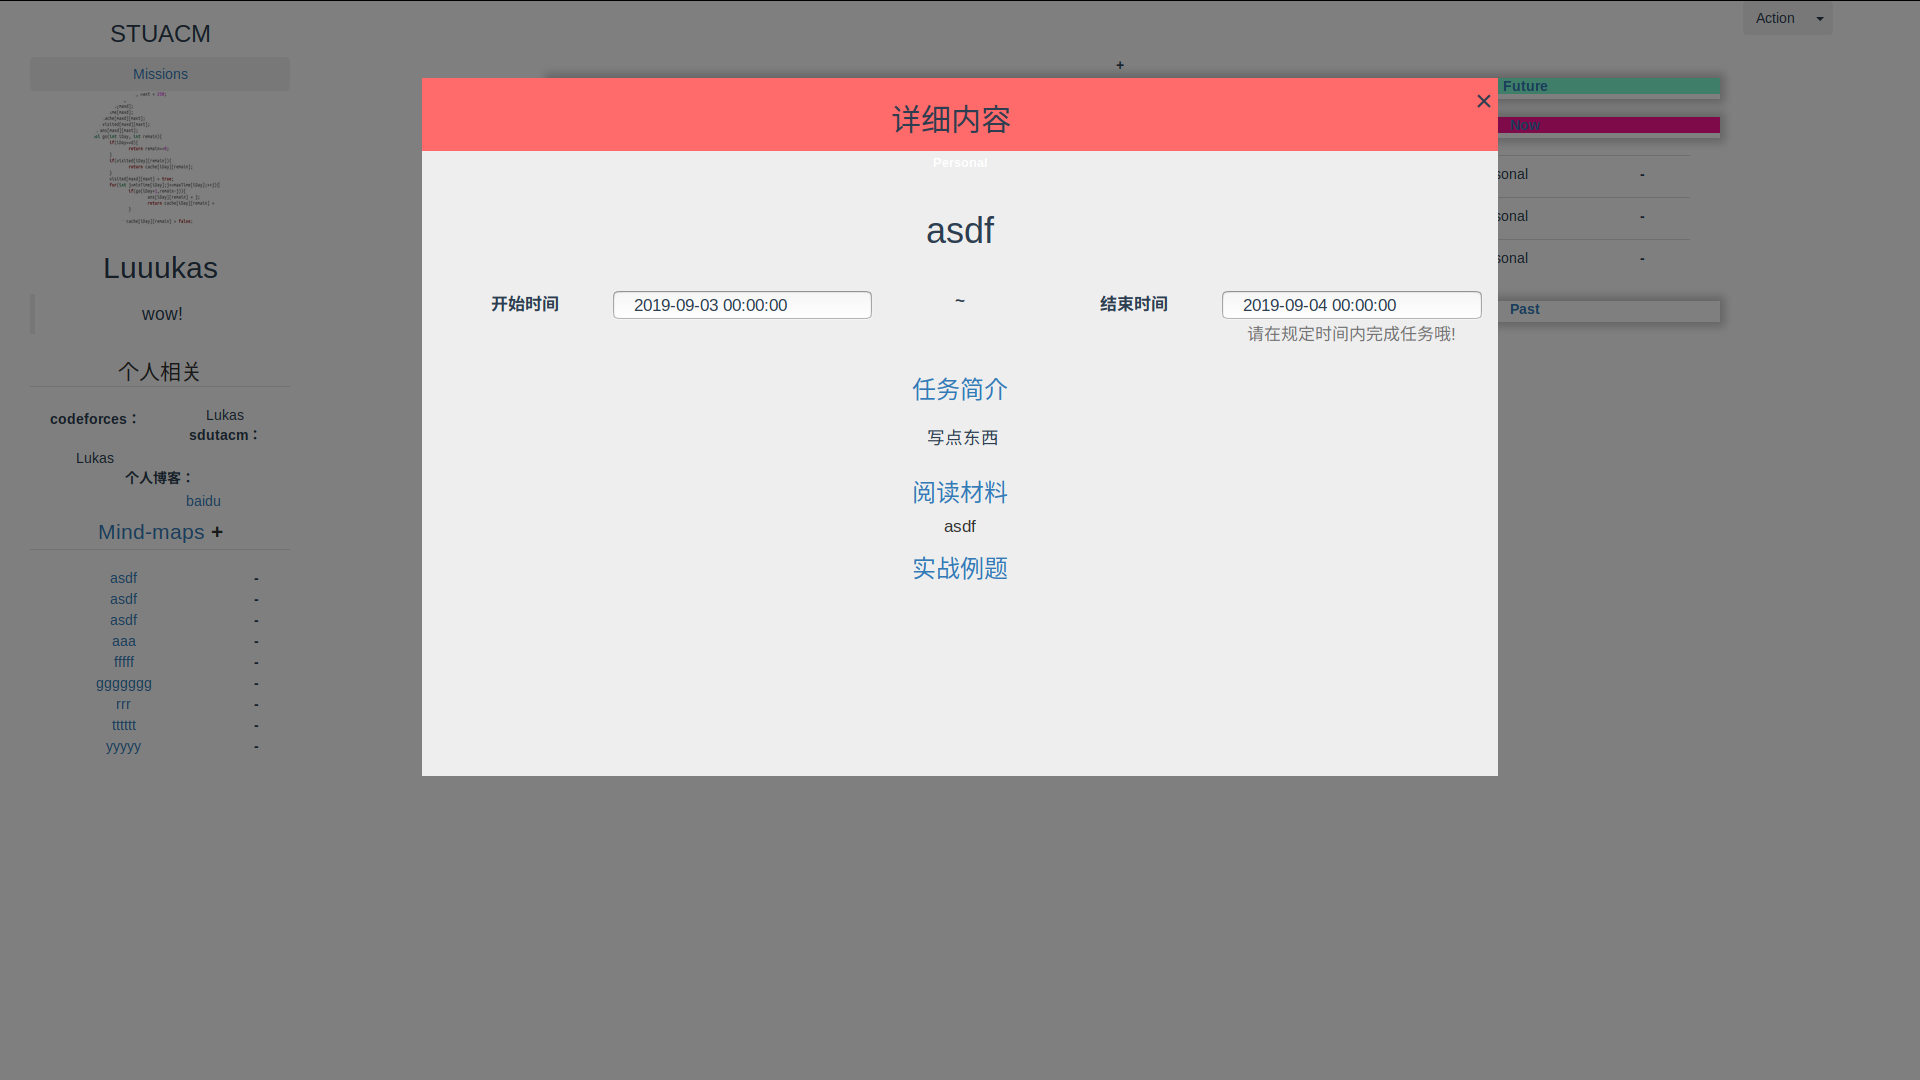 STUACM
Action
Missions
+
Luuukas
wow!
个人相关
codeforces：
Lukas
sdutacm：
Lukas
个人博客：
baidu
Mind-maps +
asdf -
asdf -
asdf -
aaa -
fffff -
ggggggg -
rrr -
tttttt -
yyyyy -
详细内容
×
Personal
asdf
开始时间 2019-09-03 00:00:00 ~ 结束时间 2019-09-04 00:00:00
请在规定时间内完成任务哦!
任务简介
写点东西
阅读材料
asdf
实战例题
Future
Now
sonal -
sonal -
sonal -
Past